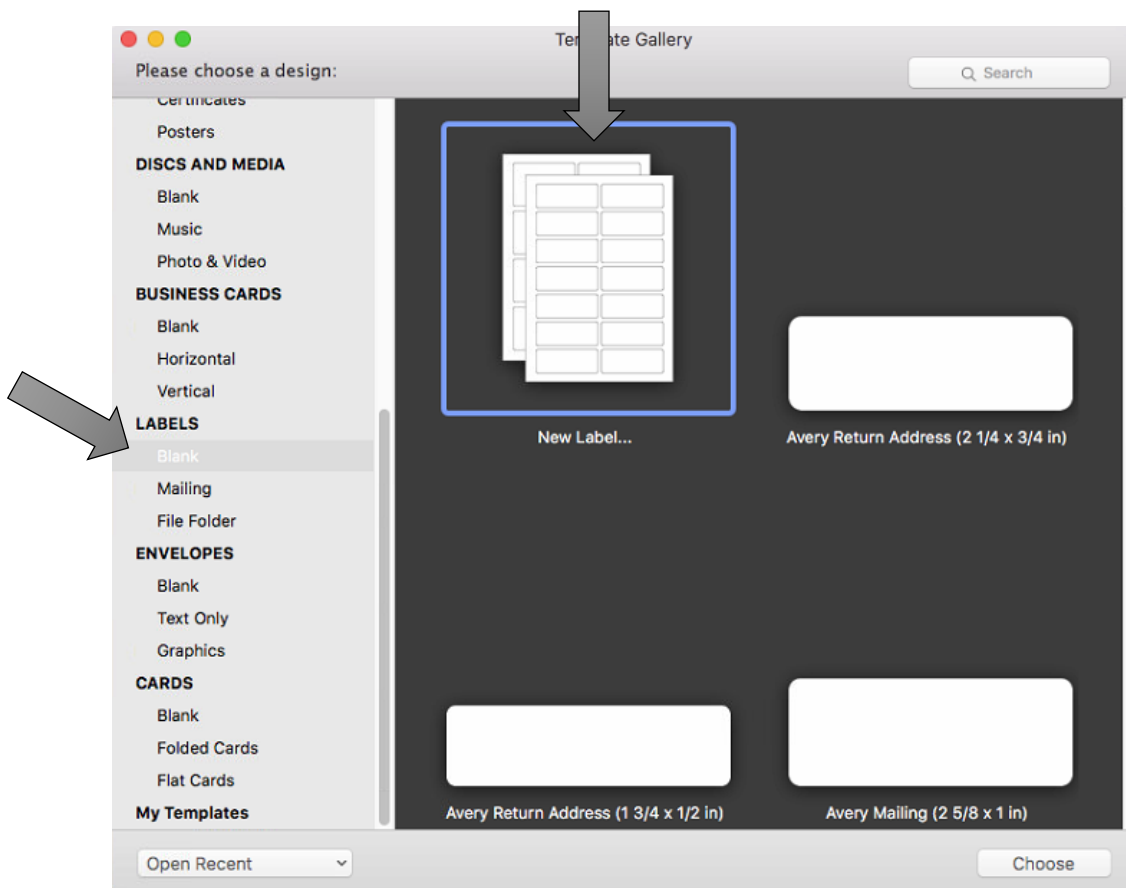 Template Gallery
Please choose a design:
Search
Certificates
Posters
DISCS AND MEDIA
Blank
Music
Photo & Video
BUSINESS CARDS
Blank
Horizontal
Vertical
LABELS
Blank
Mailing
File Folder
ENVELOPES
Blank
Text Only
Graphics
CARDS
Blank
Folded Cards
Flat Cards
My Templates
New Label...
Avery Return Address (2 1/4 x 3/4 in)
Avery Return Address (1 3/4 x 1/2 in)
Avery Mailing (2 5/8 x 1 in)
Open Recent
Choose